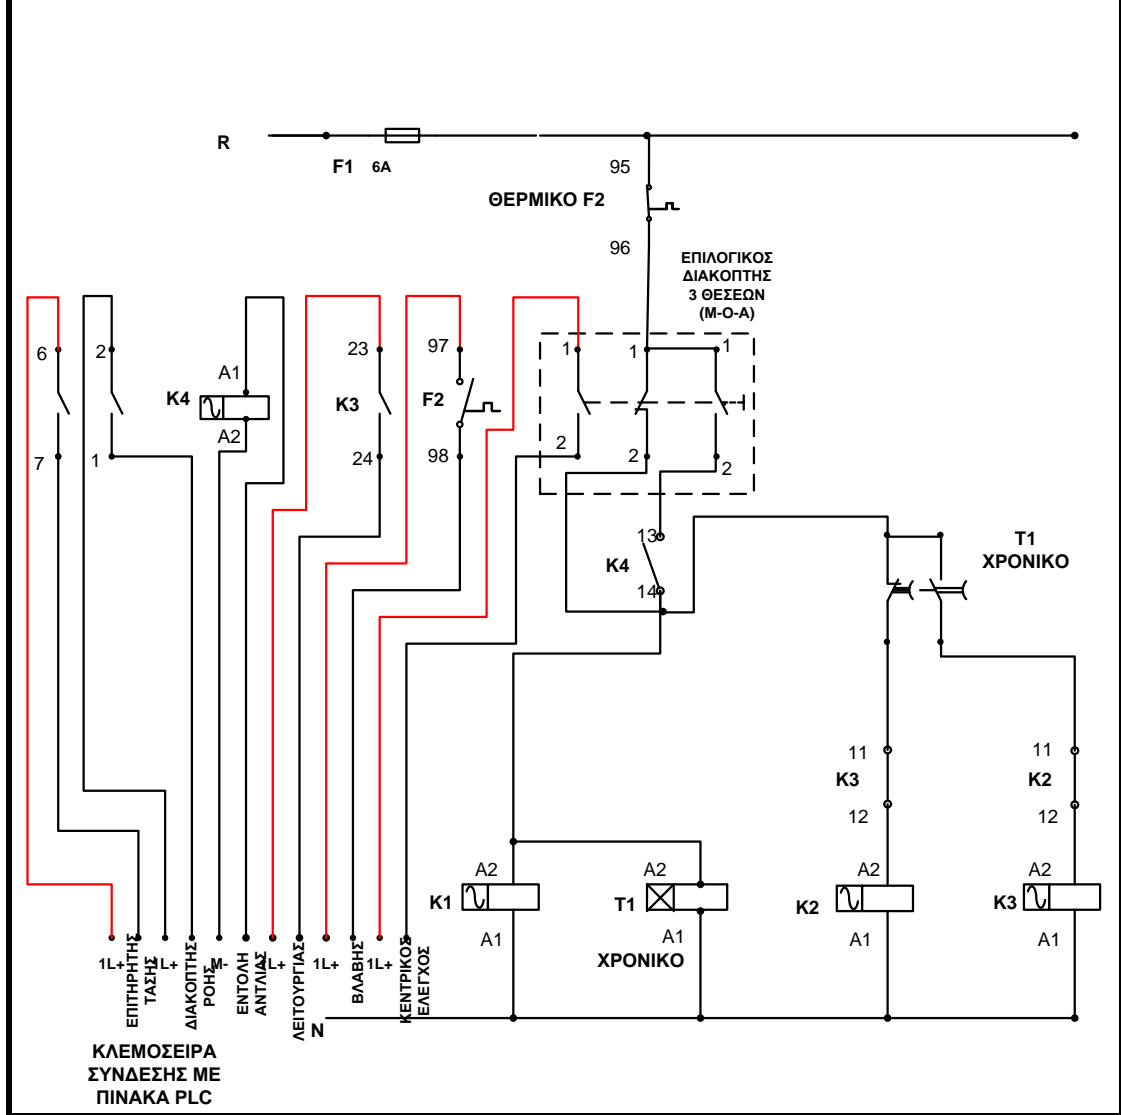 R
F1 6A
95
ΘΕΡΜΙΚΟ F2
96
ΕΠΙΛΟΓΙΚΟΣ
ΔΙΑΚΟΠΤΗΣ
3 ΘΕΣΕΩΝ
(Μ-Ο-Α)
6
2
A1
K4
A2
7
1
23
K3
24
97
F2
98
1
1
1
2
2
2
13
K4
14
T1
ΧΡΟΝΙΚΟ
11
K3
12
11
K2
12
A2
K1
A1
A2
T1
A1
ΧΡΟΝΙΚΟ
A2
K2
A1
A2
K3
A1
1L+
ΕΠΙΤΗΡΗΤΗΣ
ΤΑΣΗΣ
1L+
ΔΙΑΚΟΠΤΗΣ
ΡΟΗΣ
M-
ΕΝΤΟΛΗ
ΑΝΤΛΙΑΣ
1L+
ΛΕΙΤΟΥΡΓΙΑΣ
1L+
ΒΛΑΒΗΣ
1L+
ΚΕΝΤΡΙΚΟΣ
ΕΛΕΓΧΟΣ
N
ΚΛΕΜΟΣΕΙΡΑ
ΣΥΝΔΕΣΗΣ ΜΕ
ΠΙΝΑΚΑ PLC